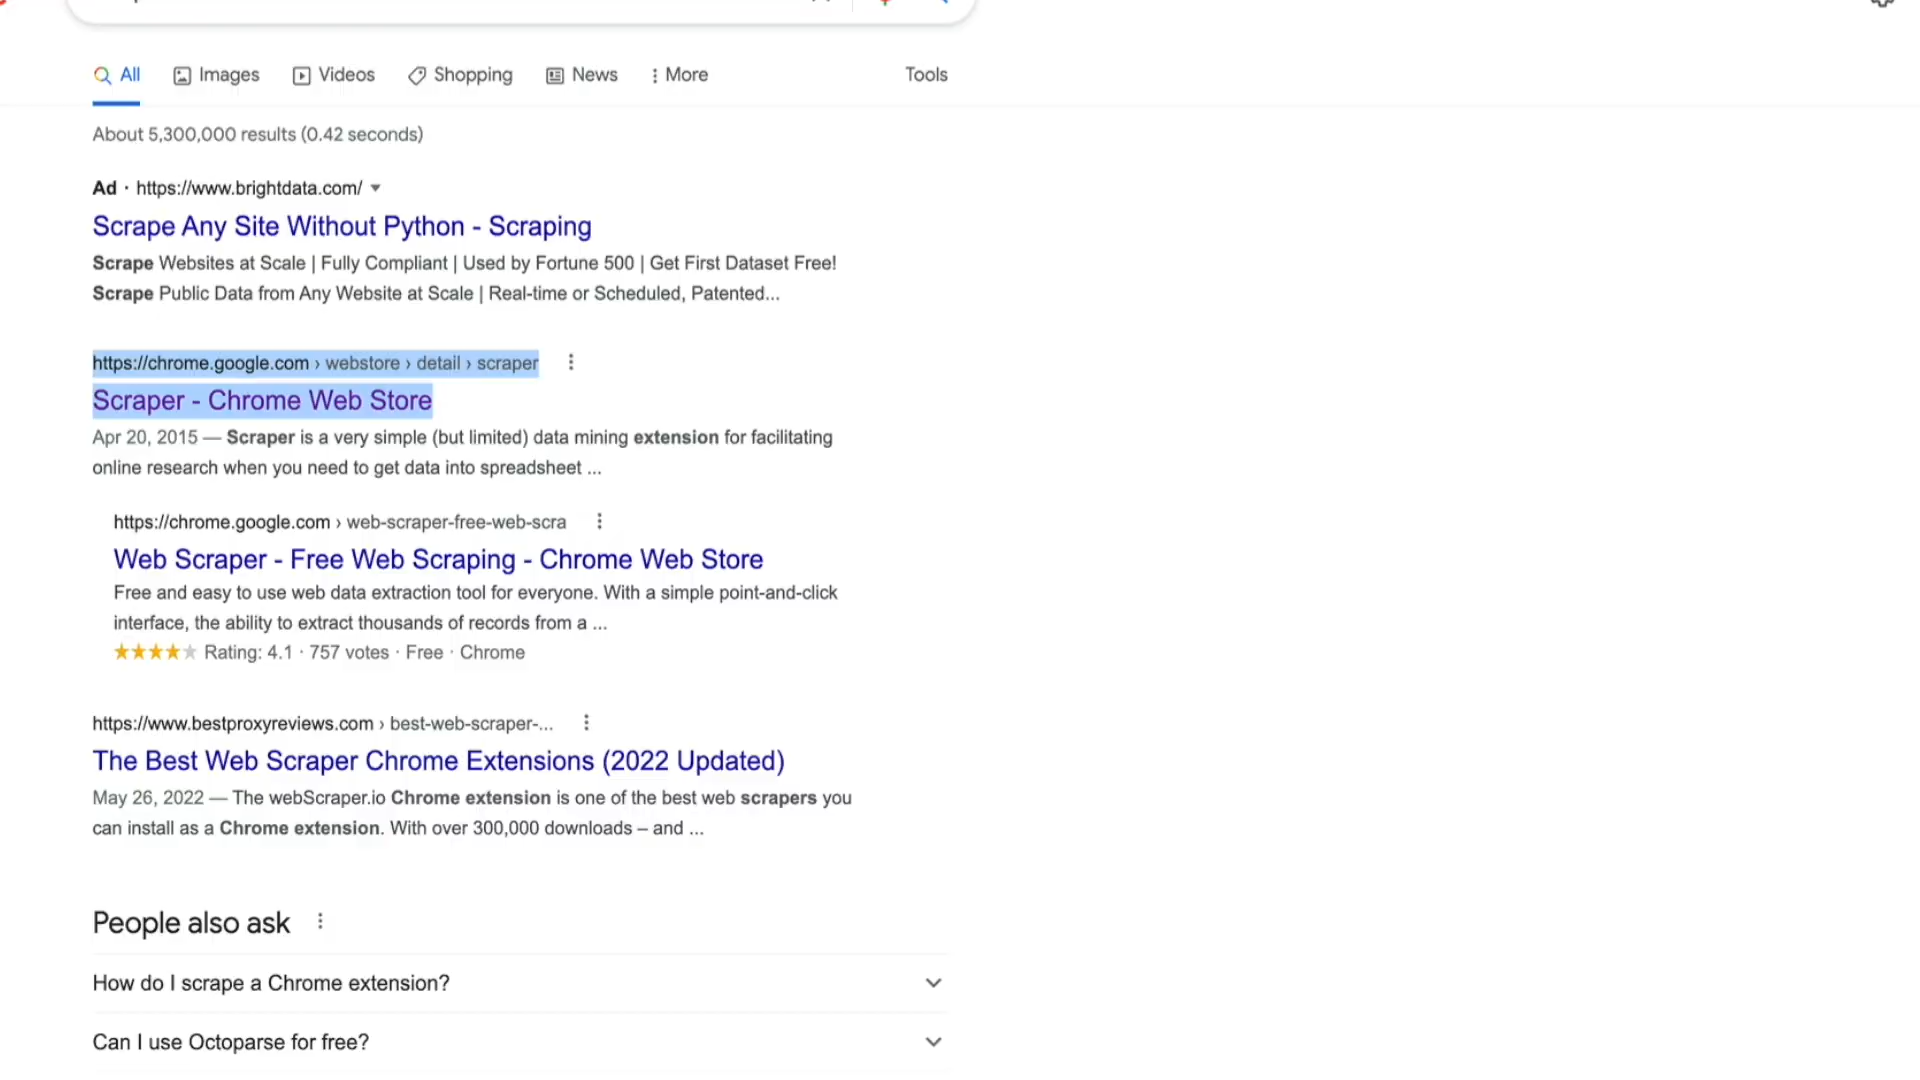 All Images Videos Shopping News More Tools
About 5,300,000 results (0.42 seconds)
Ad · https://www.brightdata.com/
Scrape Any Site Without Python - Scraping
Scrape Websites at Scale | Fully Compliant | Used by Fortune 500 | Get First Dataset Free!
Scrape Public Data from Any Website at Scale | Real-time or Scheduled, Patented...
https://chrome.google.com › webstore › detail › scraper
Scraper - Chrome Web Store
Apr 20, 2015 — Scraper is a very simple (but limited) data mining extension for facilitating
online research when you need to get data into spreadsheet ...
https://chrome.google.com › web-scraper-free-web-scra
Web Scraper - Free Web Scraping - Chrome Web Store
Free and easy to use web data extraction tool for everyone. With a simple point-and-click
interface, the ability to extract thousands of records from a ...
Rating: 4.1 · 757 votes · Free · Chrome
https://www.bestproxyreviews.com › best-web-scraper-...
The Best Web Scraper Chrome Extensions (2022 Updated)
May 26, 2022 — The webScraper.io Chrome extension is one of the best web scrapers you
can install as a Chrome extension. With over 300,000 downloads – and ...
People also ask
How do I scrape a Chrome extension?
Can I use Octoparse for free?